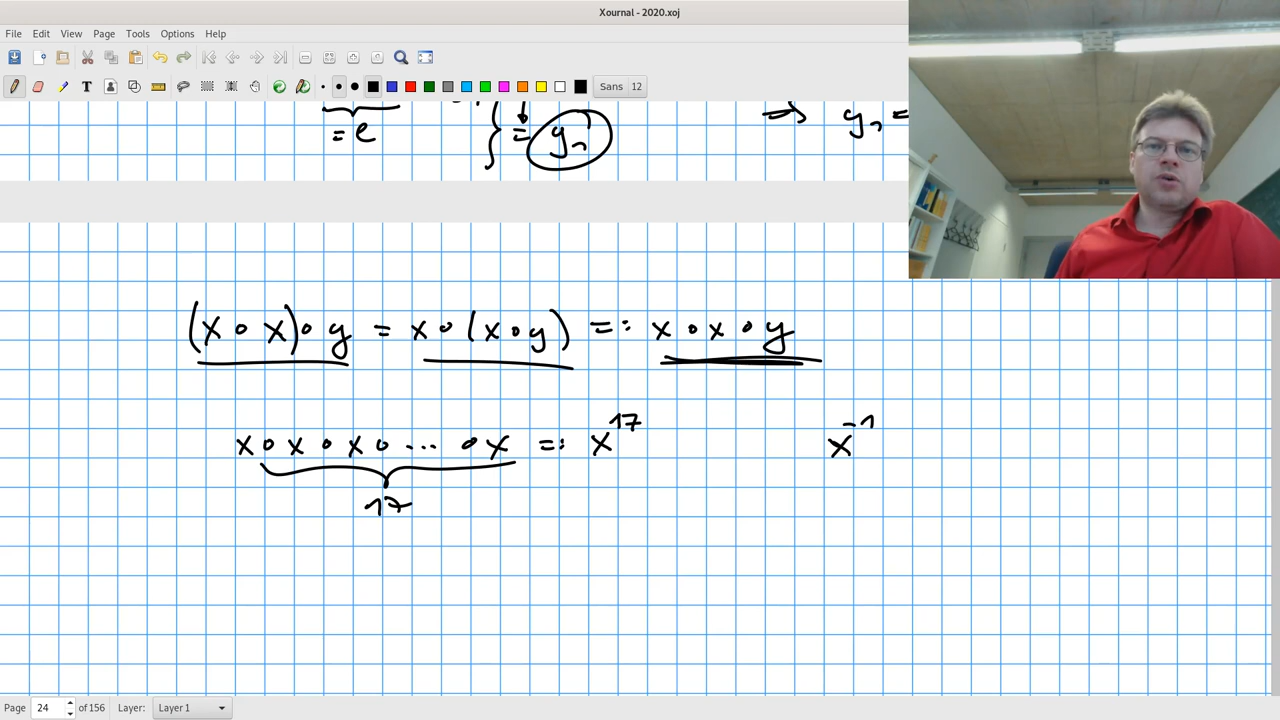 Xournal - 2020.xoj
File Edit View Page Tools Options Help
T Sans 12
= e } = y₁ ⇒ y₁ =
(x ∘ x) ∘ y = x ∘ (x ∘ y) =: x ∘ x ∘ y
x ∘ x ∘ x ∘ ... ∘ x =: x¹⁷ x⁻¹
17
Page 24 of 156 Layer: Layer 1